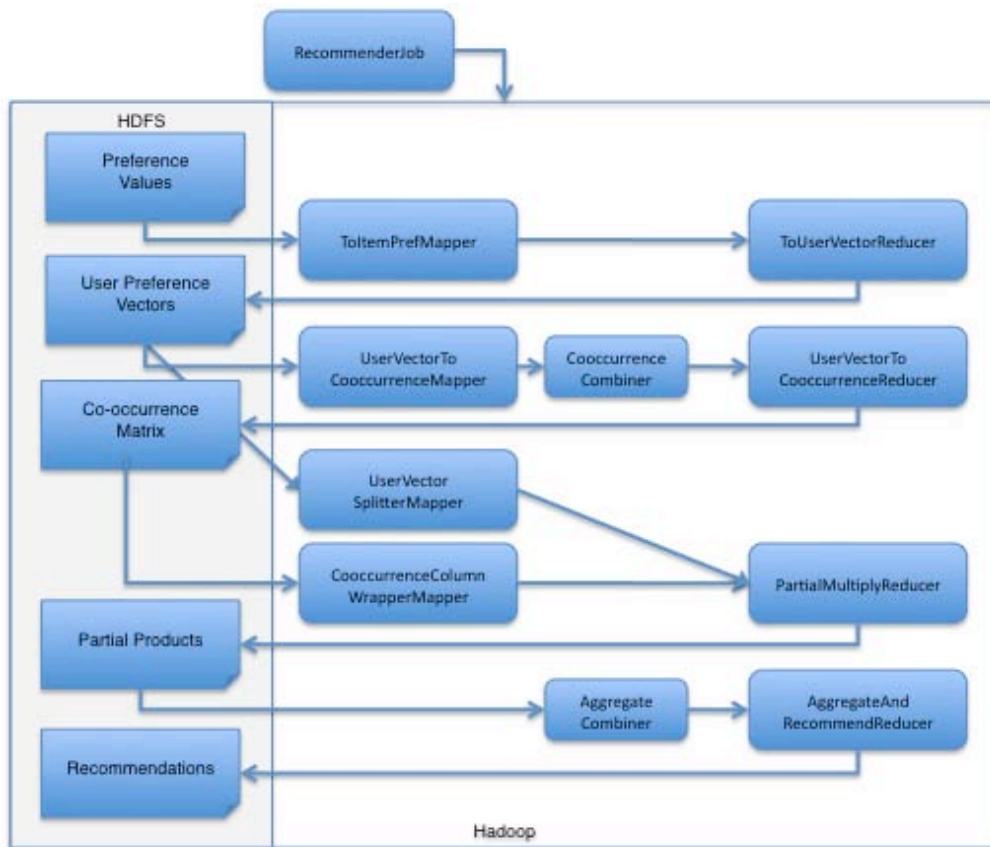 RecommenderJob
HDFS
Preference
Values
ToItemPrefMapper
ToUserVectorReducer
User Preference
Vectors
UserVectorTo
CooccurrenceMapper
Cooccurrence
Combiner
UserVectorTo
CooccurrenceReducer
Co-occurrence
Matrix
UserVector
SplitterMapper
CooccurrenceColumn
WrapperMapper
PartialMultiplyReducer
Partial Products
Aggregate
Combiner
AggregateAnd
RecommendReducer
Recommendations
Hadoop